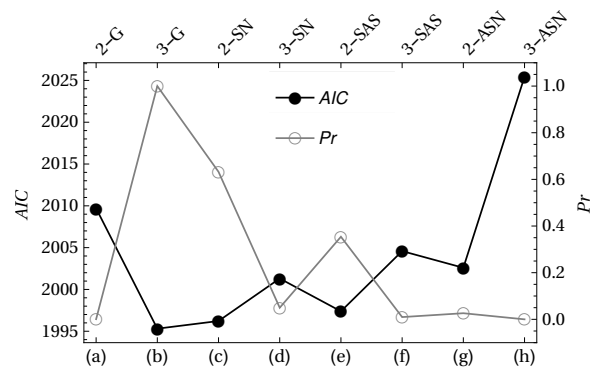 2–G 3–G 2–SN 3–SN 2–SAS 3–SAS 2–ASN 3–ASN
2025
2020
2015
2010
2005
2000
1995
AIC
AIC
Pr
1.0
0.8
0.6
0.4
0.2
0.0
Pr
(a) (b) (c) (d) (e) (f) (g) (h)